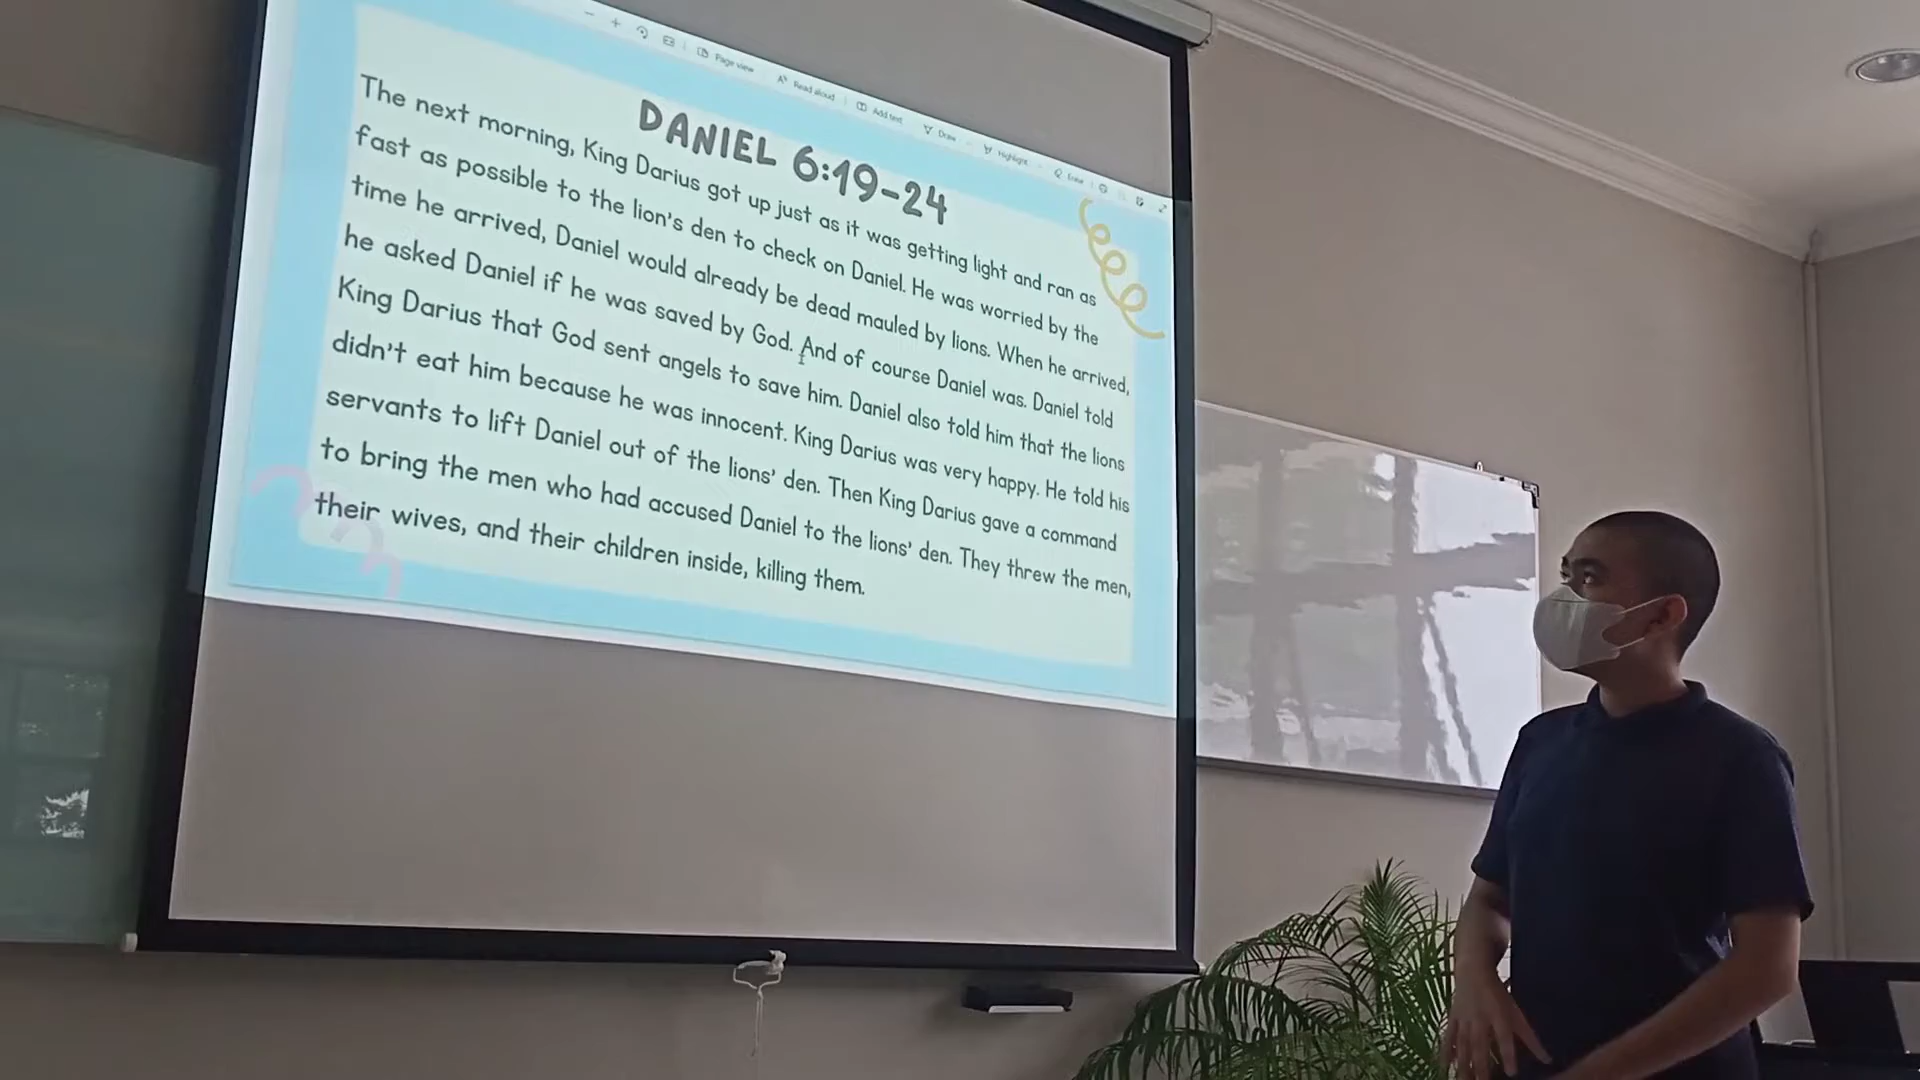 Page view
Read aloud
Add text
Draw
Highlight
Erase
DANIEL 6:19-24
The next morning, King Darius got up just as it was getting light and ran as
fast as possible to the lion's den to check on Daniel. He was worried by the
time he arrived, Daniel would already be dead mauled by lions. When he arrived,
he asked Daniel if he was saved by God. And of course Daniel was. Daniel told
King Darius that God sent angels to save him. Daniel also told him that the lions
didn't eat him because he was innocent. King Darius was very happy. He told his
servants to lift Daniel out of the lions' den. Then King Darius gave a command
to bring the men who had accused Daniel to the lions' den. They threw the men,
their wives, and their children inside, killing them.